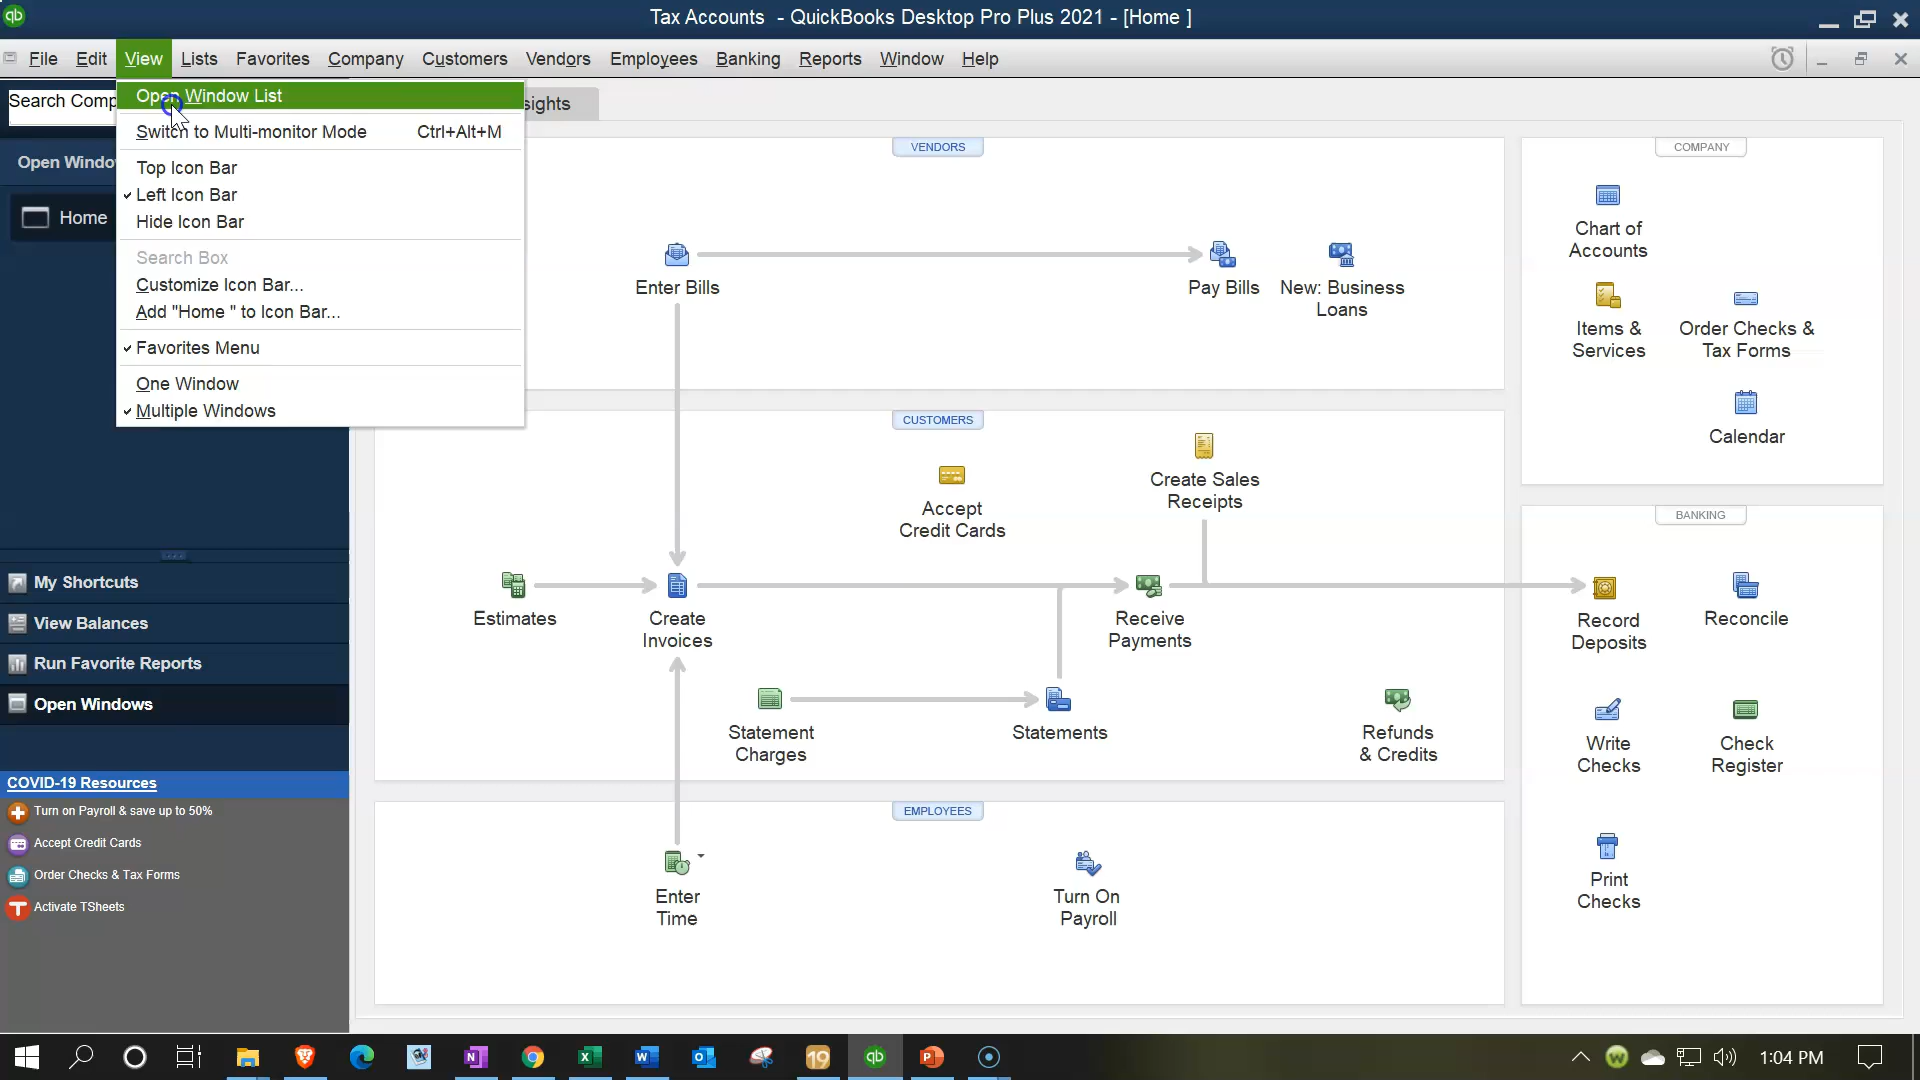 qb
Tax Accounts - QuickBooks Desktop Pro Plus 2021 - [Home ]
File Edit View Lists Favorites Company Customers Vendors Employees Banking Reports Window Help
Search Comp
Open Window List
sights
Switch to Multi-monitor Mode Ctrl+Alt+M
Top Icon Bar
Left Icon Bar
Hide Icon Bar
Search Box
Customize Icon Bar...
Add "Home " to Icon Bar...
Favorites Menu
One Window
Multiple Windows
Open Windo
Home
My Shortcuts
View Balances
Run Favorite Reports
Open Windows
COVID-19 Resources
Turn on Payroll & save up to 50%
Accept Credit Cards
Order Checks & Tax Forms
Activate TSheets
VENDORS
Enter Bills
Pay Bills
New: Business
Loans
CUSTOMERS
Accept
Credit Cards
Create Sales
Receipts
Estimates
Create
Invoices
Receive
Payments
Statement
Charges
Statements
Refunds
& Credits
EMPLOYEES
Enter
Time
Turn On
Payroll
COMPANY
Chart of
Accounts
Items &
Services
Order Checks &
Tax Forms
Calendar
BANKING
Record
Deposits
Reconcile
Write
Checks
Check
Register
Print
Checks
19
qb
1:04 PM